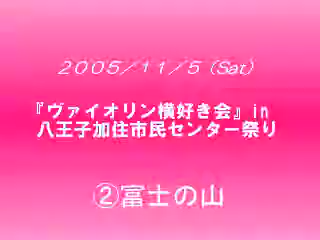 ２００５／１１／５（Sat）
『ヴァイオリン横好き会』in
八王子加住市民センター祭り
②富士の山